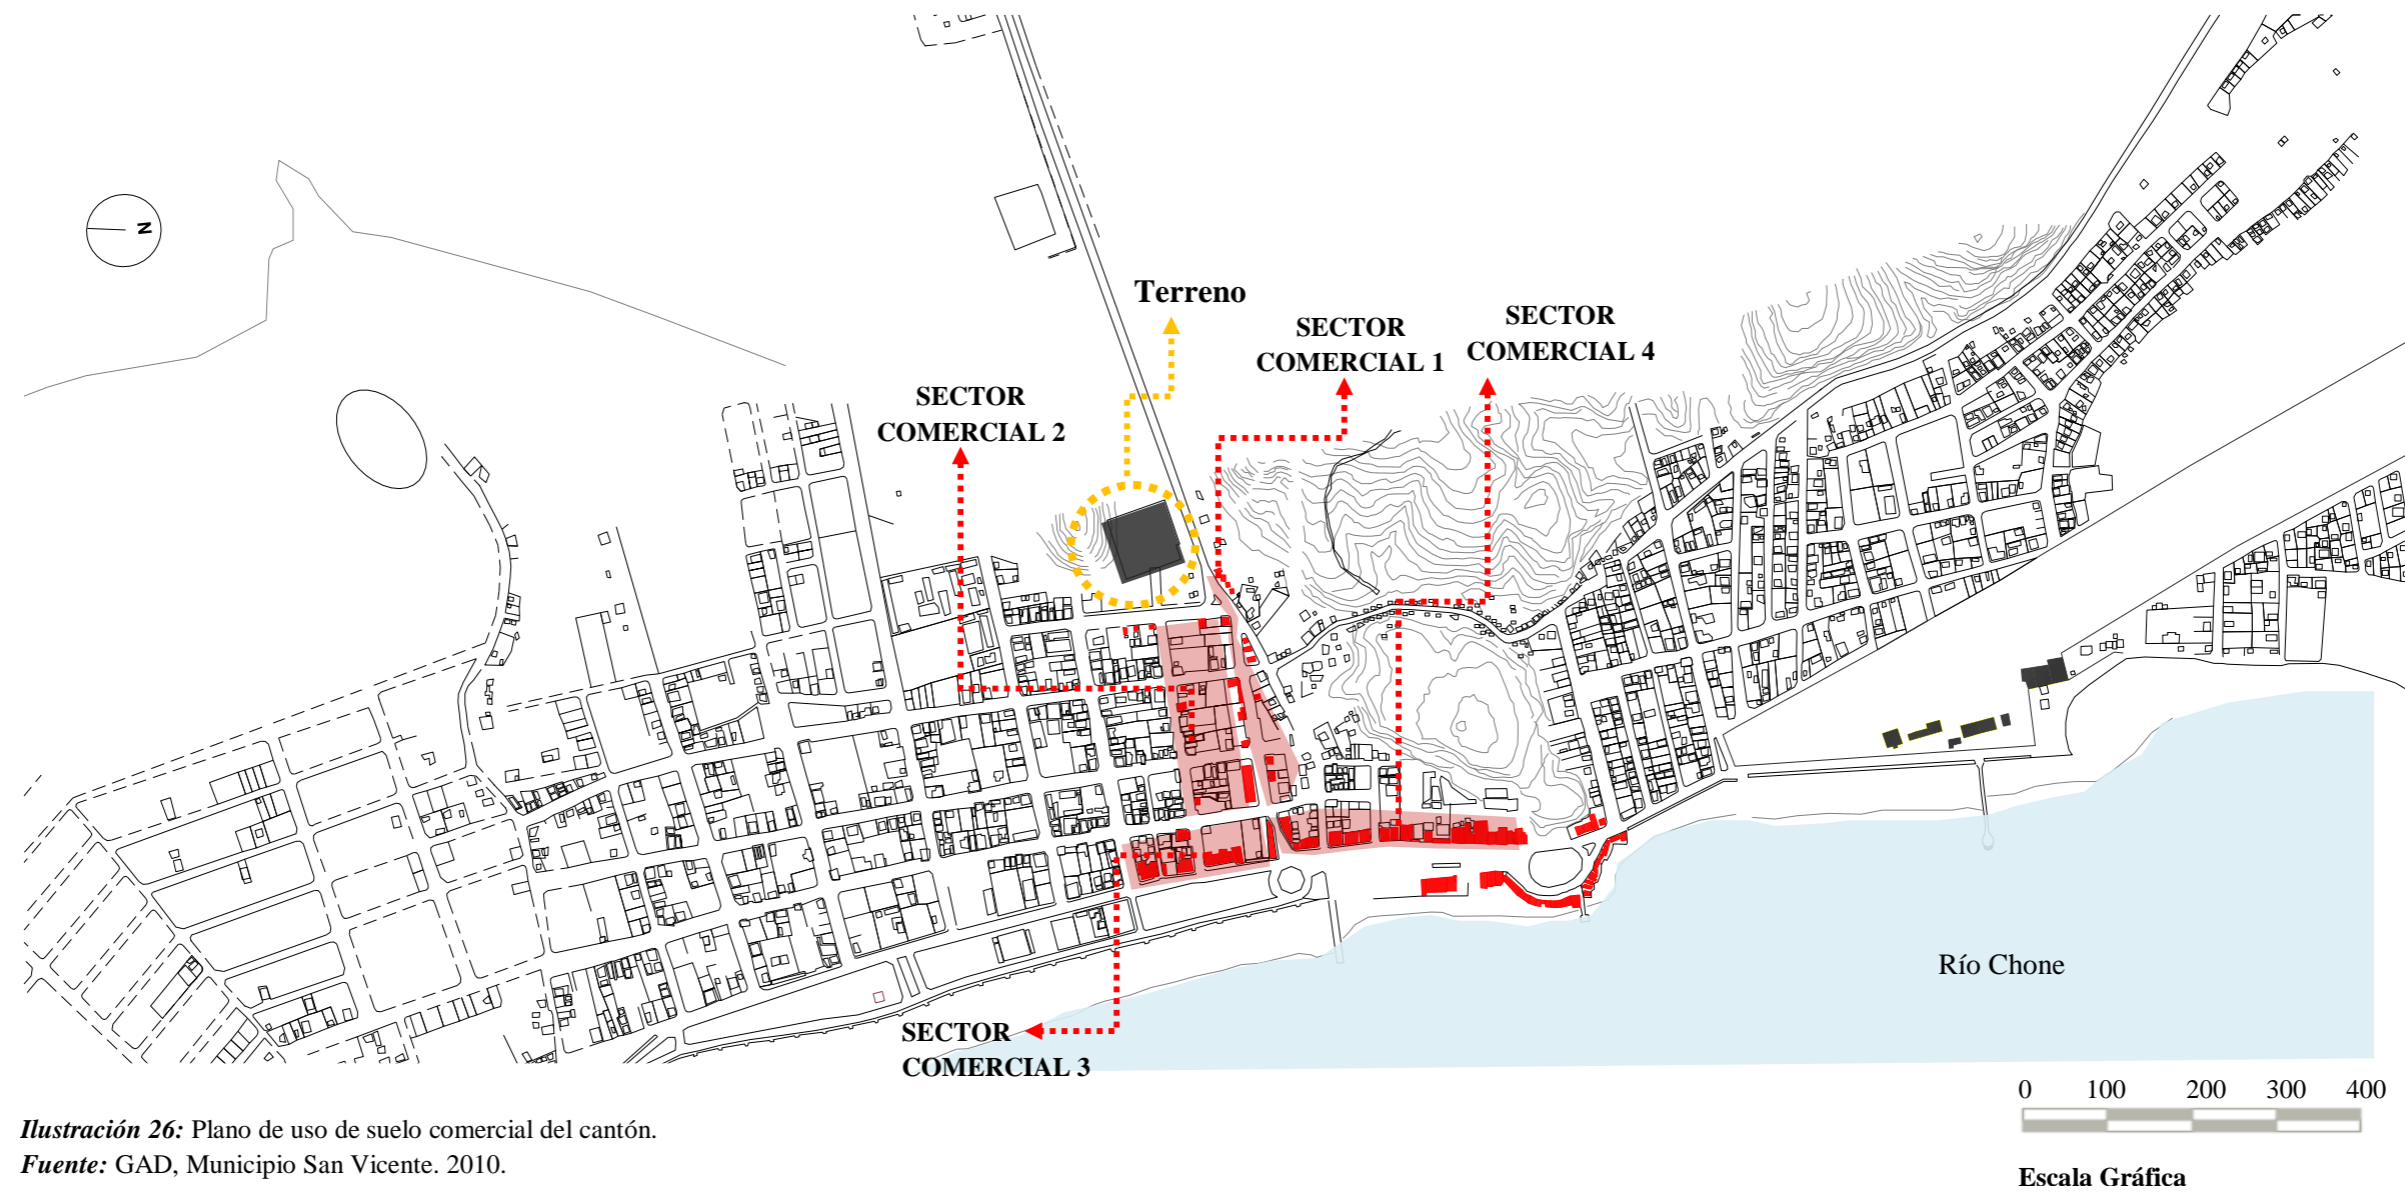 N
Terreno
SECTOR
COMERCIAL 1
SECTOR
COMERCIAL 4
SECTOR
COMERCIAL 2
Río Chone
SECTOR
COMERCIAL 3
0 100 200 300 400
Escala Gráfica
Ilustración 26: Plano de uso de suelo comercial del cantón.
Fuente: GAD, Municipio San Vicente. 2010.